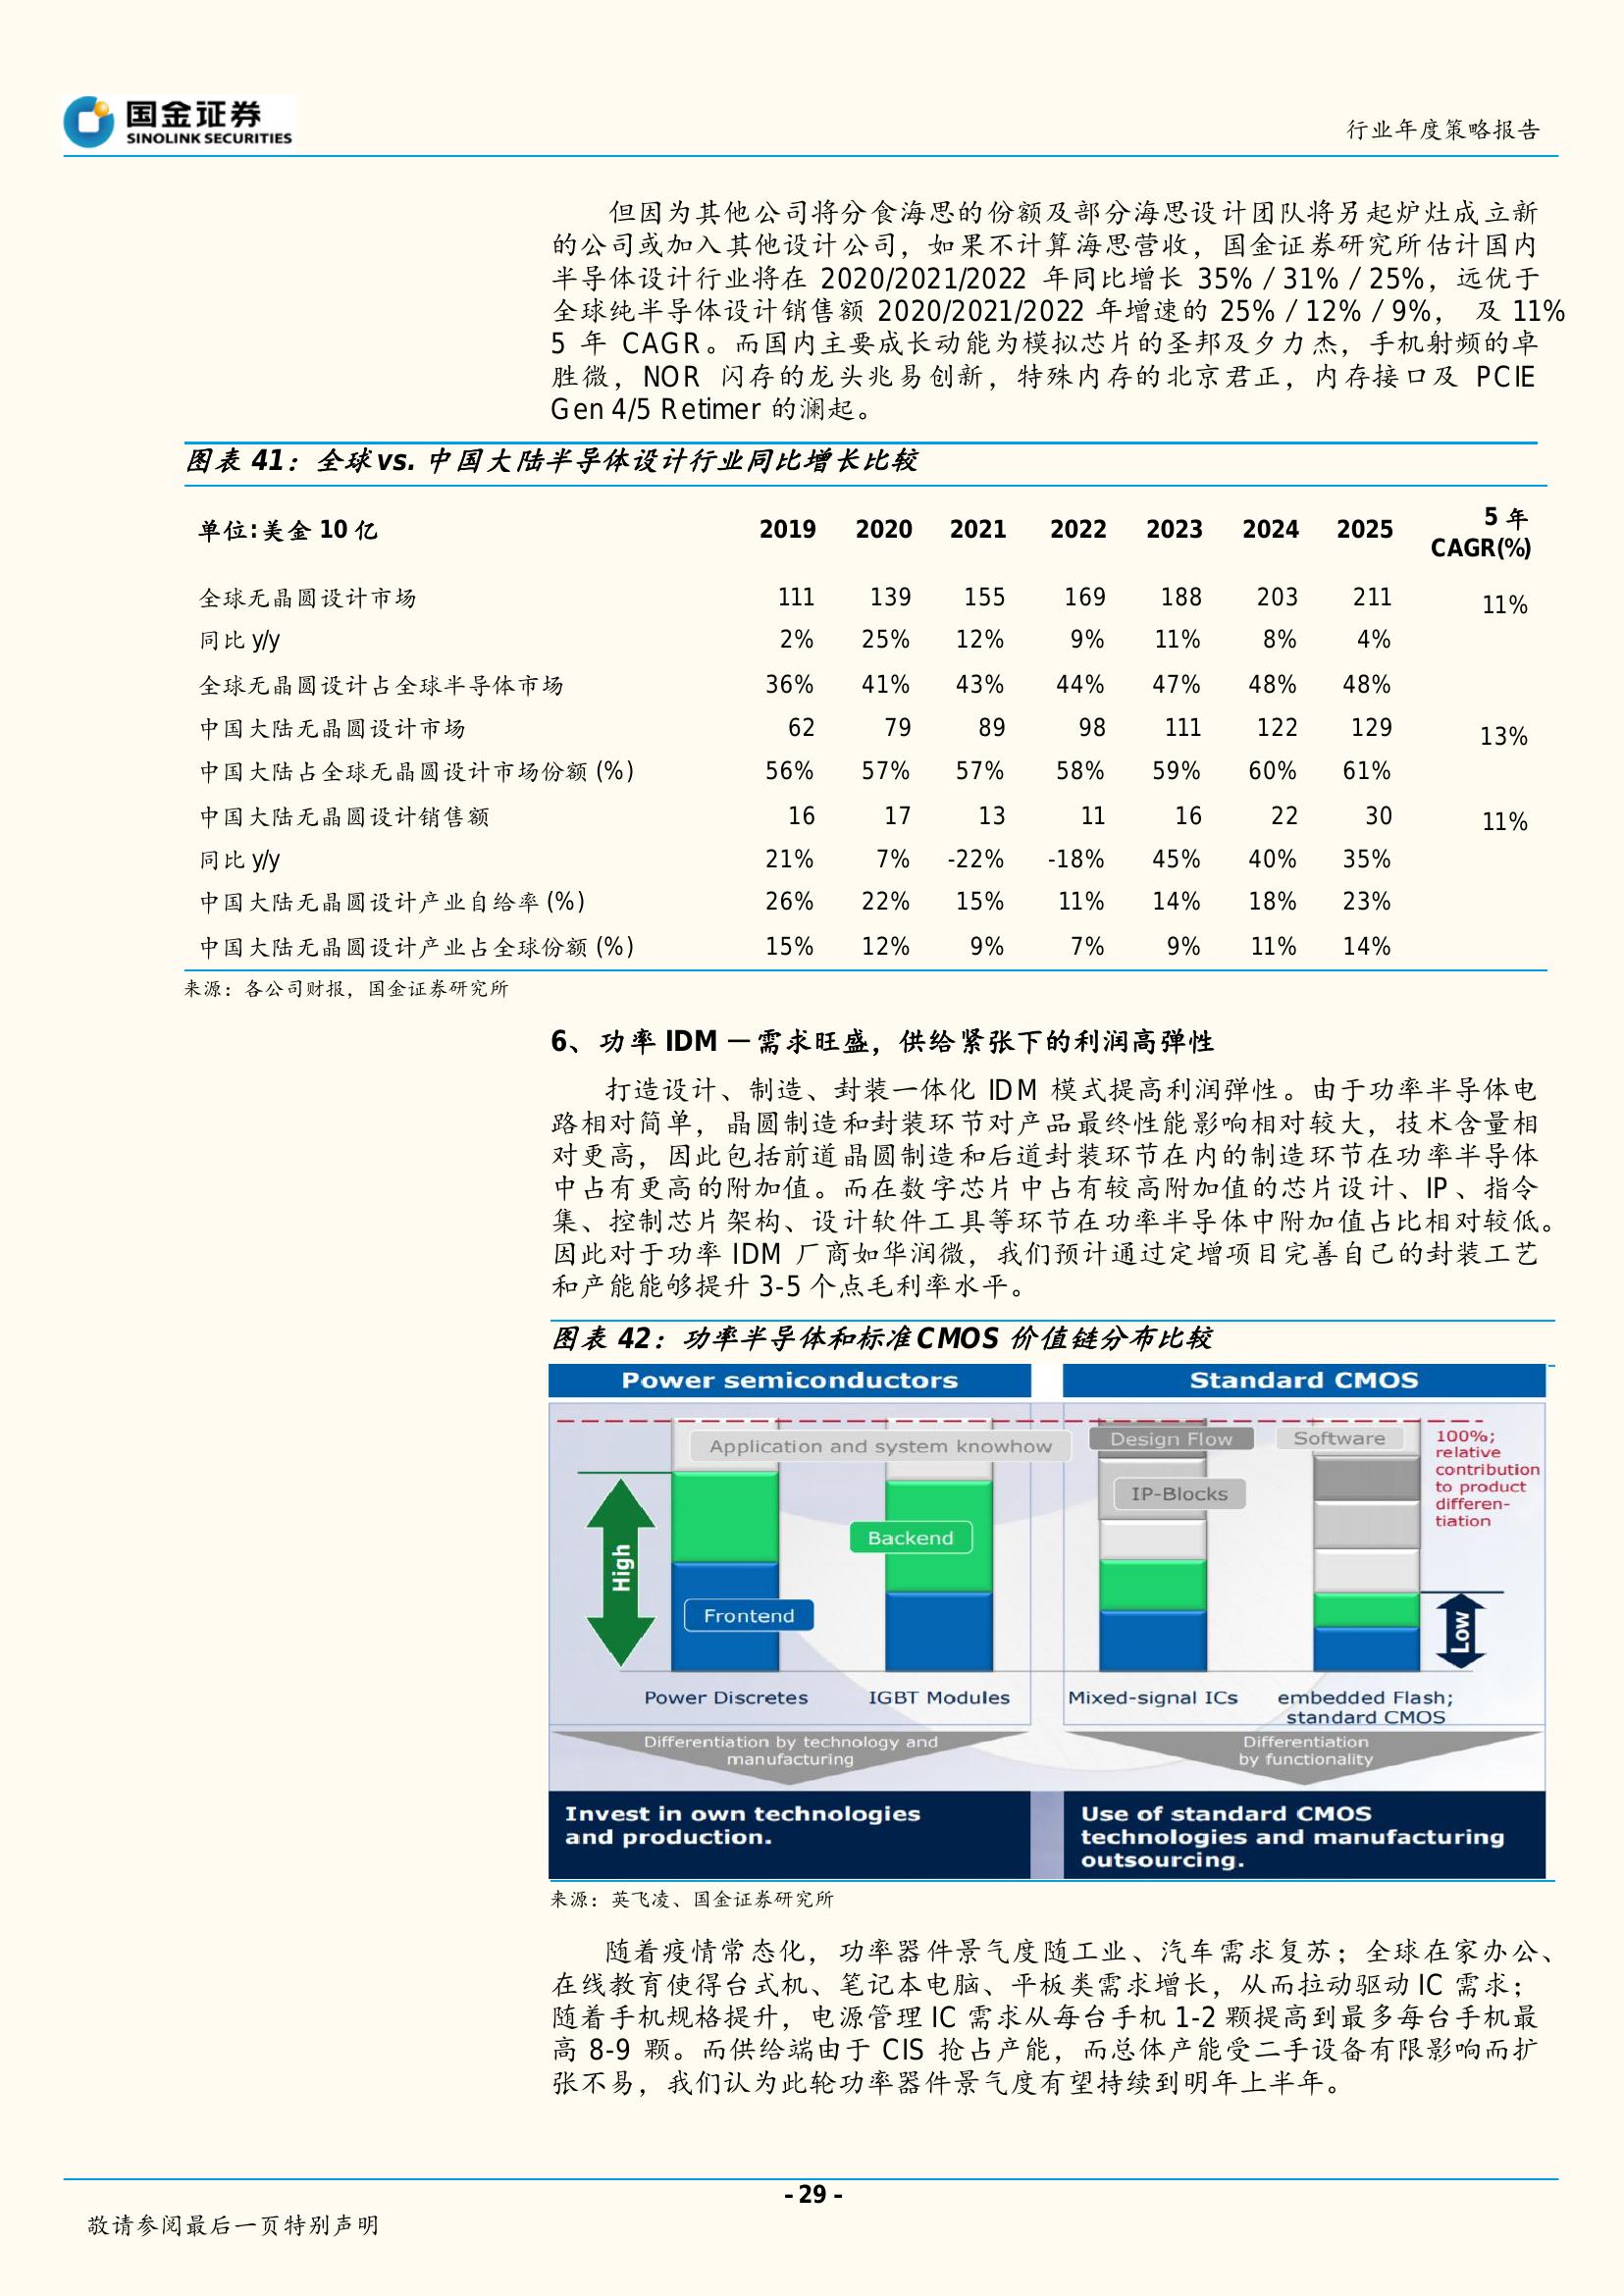 国金证券
SINOLINK SECURITIES
行业年度策略报告
但因为其他公司将分食海思的份额及部分海思设计团队将另起炉灶成立新
的公司或加入其他设计公司，如果不计算海思营收，国金证券研究所估计国内
半导体设计行业将在 2020/2021/2022 年同比增长 35% / 31% / 25%，远优于
全球纯半导体设计销售额 2020/2021/2022 年增速的 25% / 12% / 9%， 及 11%
5 年 CAGR。而国内主要成长动能为模拟芯片的圣邦及夕力杰，手机射频的卓
胜微，NOR 闪存的龙头兆易创新，特殊内存的北京君正，内存接口及 PCIE
Gen 4/5 Retimer 的澜起。
图表 41：全球 vs. 中国大陆半导体设计行业同比增长比较
单位:美金 10 亿 2019 2020 2021 2022 2023 2024 2025 5 年 CAGR(%)
全球无晶圆设计市场 111 139 155 169 188 203 211 11%
同比 y/y 2% 25% 12% 9% 11% 8% 4%
全球无晶圆设计占全球半导体市场 36% 41% 43% 44% 47% 48% 48%
中国大陆无晶圆设计市场 62 79 89 98 111 122 129 13%
中国大陆占全球无晶圆设计市场份额 (%) 56% 57% 57% 58% 59% 60% 61%
中国大陆无晶圆设计销售额 16 17 13 11 16 22 30 11%
同比 y/y 21% 7% -22% -18% 45% 40% 35%
中国大陆无晶圆设计产业自给率 (%) 26% 22% 15% 11% 14% 18% 23%
中国大陆无晶圆设计产业占全球份额 (%) 15% 12% 9% 7% 9% 11% 14%
来源：各公司财报，国金证券研究所
6、功率 IDM — 需求旺盛，供给紧张下的利润高弹性
打造设计、制造、封装一体化 IDM 模式提高利润弹性。由于功率半导体电
路相对简单，晶圆制造和封装环节对产品最终性能影响相对较大，技术含量相
对更高，因此包括前道晶圆制造和后道封装环节在内的制造环节在功率半导体
中占有更高的附加值。而在数字芯片中占有较高附加值的芯片设计、IP、指令
集、控制芯片架构、设计软件工具等环节在功率半导体中附加值占比相对较低。
因此对于功率 IDM 厂商如华润微，我们预计通过定增项目完善自己的封装工艺
和产能能够提升 3-5 个点毛利率水平。
图表 42：功率半导体和标准 CMOS 价值链分布比较
Power semiconductors
Standard CMOS
Application and system knowhow
Design Flow
Software
IP-Blocks
100%;
relative
contribution
to product
differen-
tiation
Backend
Frontend
High
Low
Power Discretes
IGBT Modules
Mixed-signal ICs
embedded Flash;
standard CMOS
Differentiation by technology and
manufacturing
Differentiation
by functionality
Invest in own technologies
and production.
Use of standard CMOS
technologies and manufacturing
outsourcing.
来源：英飞凌、国金证券研究所
随着疫情常态化，功率器件景气度随工业、汽车需求复苏；全球在家办公、
在线教育使得台式机、笔记本电脑、平板类需求增长，从而拉动驱动 IC 需求；
随着手机规格提升，电源管理 IC 需求从每台手机 1-2 颗提高到最多每台手机最
高 8-9 颗。而供给端由于 CIS 抢占产能，而总体产能受二手设备有限影响而扩
张不易，我们认为此轮功率器件景气度有望持续到明年上半年。
- 29 -
敬请参阅最后一页特别声明